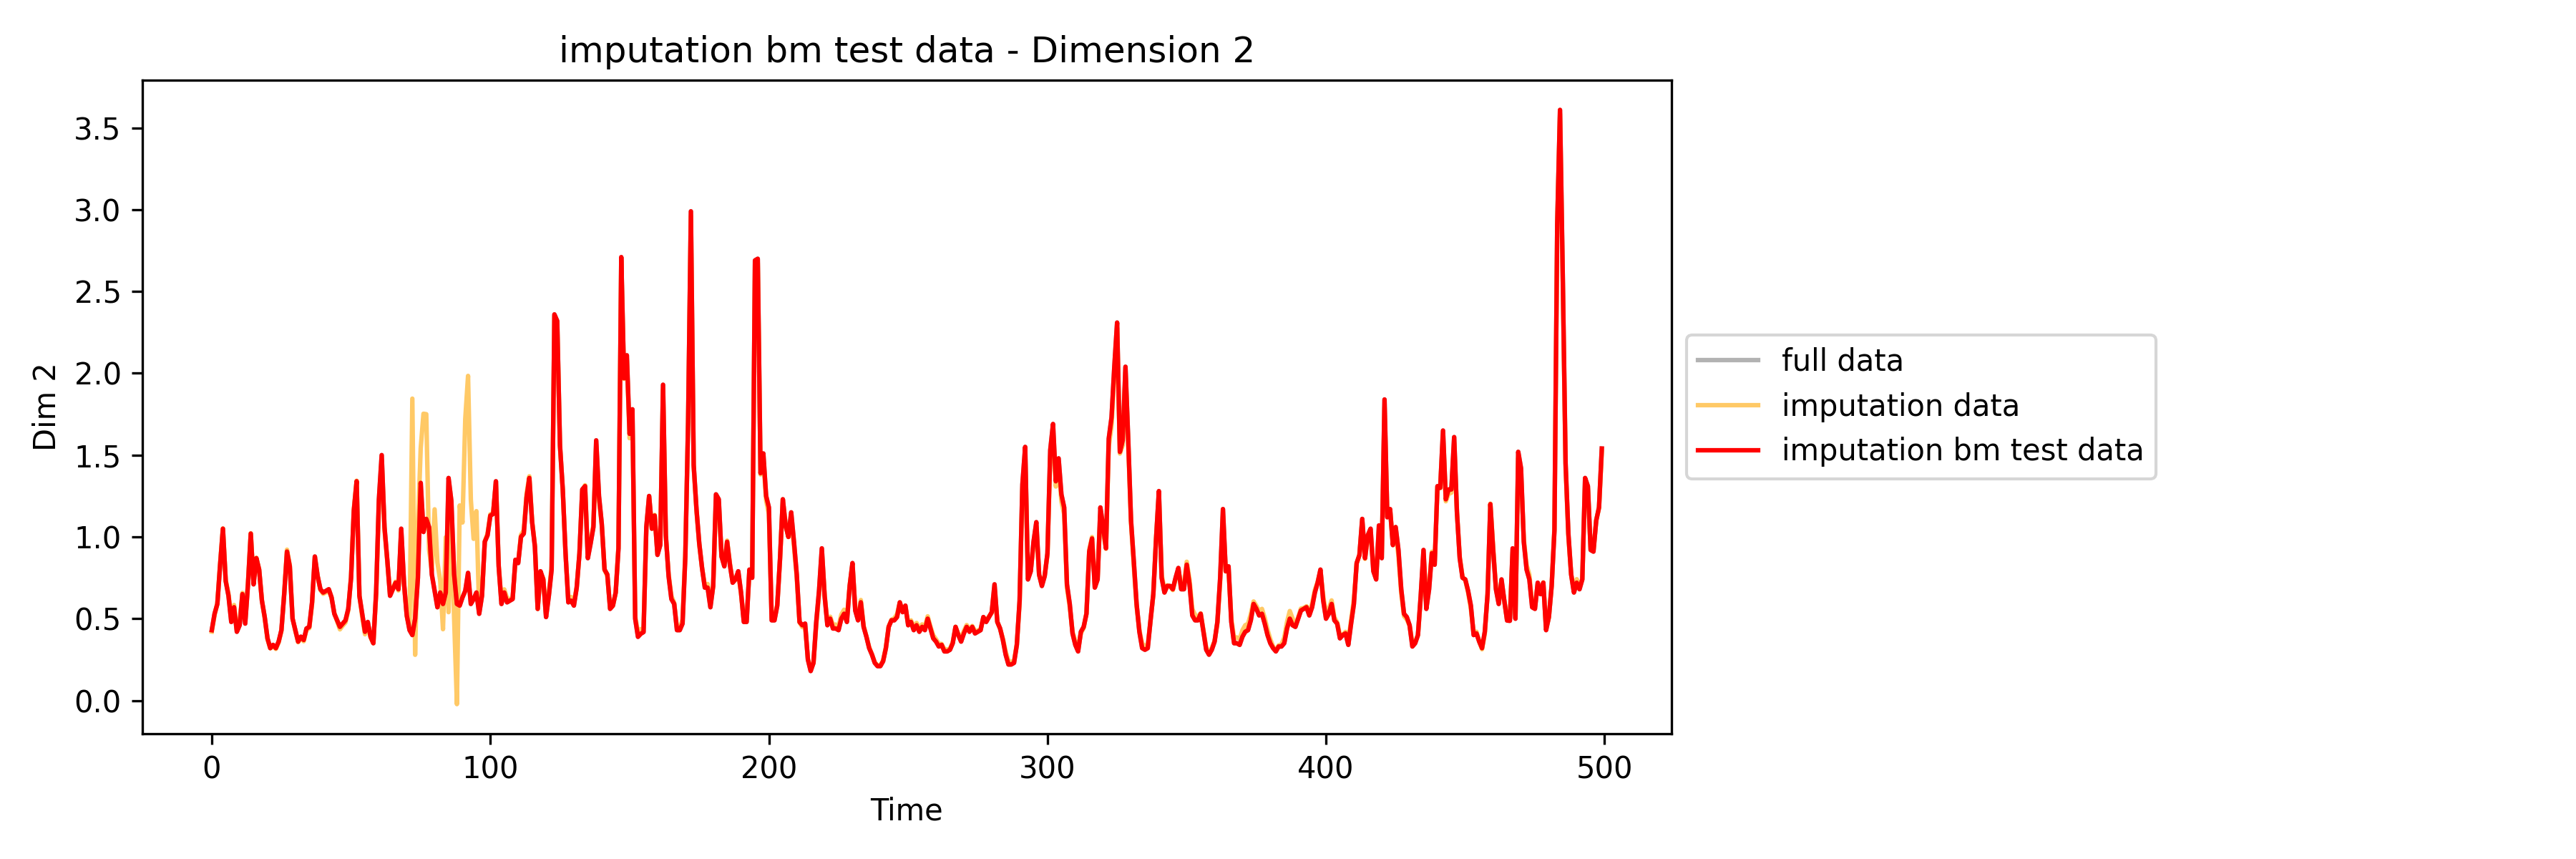 imputation bm test data - Dimension 2
3.5
3.0
2.5
2.0
1.5
1.0
0.5
0.0
Dim 2
0 100 200 300 400 500
Time
full data
imputation data
imputation bm test data